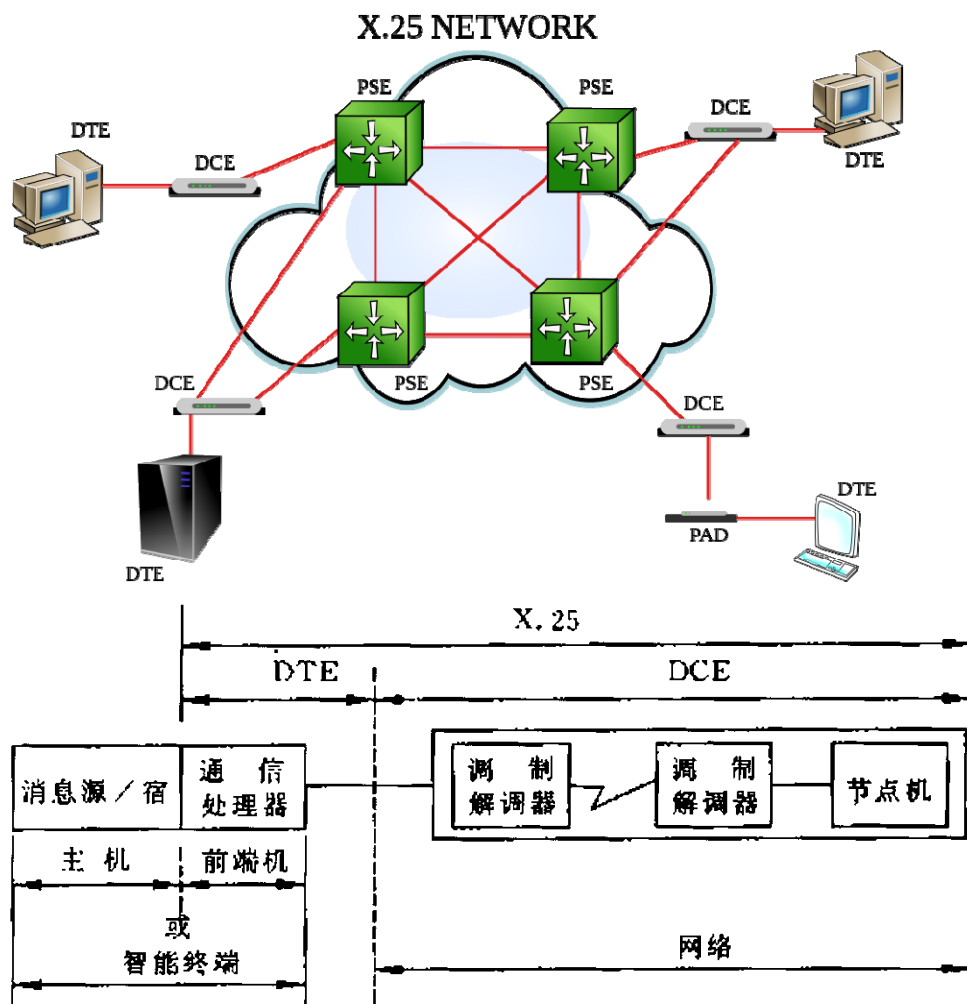 X.25 NETWORK
PSE
PSE
DCE
DTE
DTE
DCE
DCE
PSE
PSE
DCE
DTE
PAD
DTE
X.25
DTE
DCE
消息源／宿
通信
处理器
调制
解调器
调制
解调器
节点机
主机
前端机
或
智能终端
网络